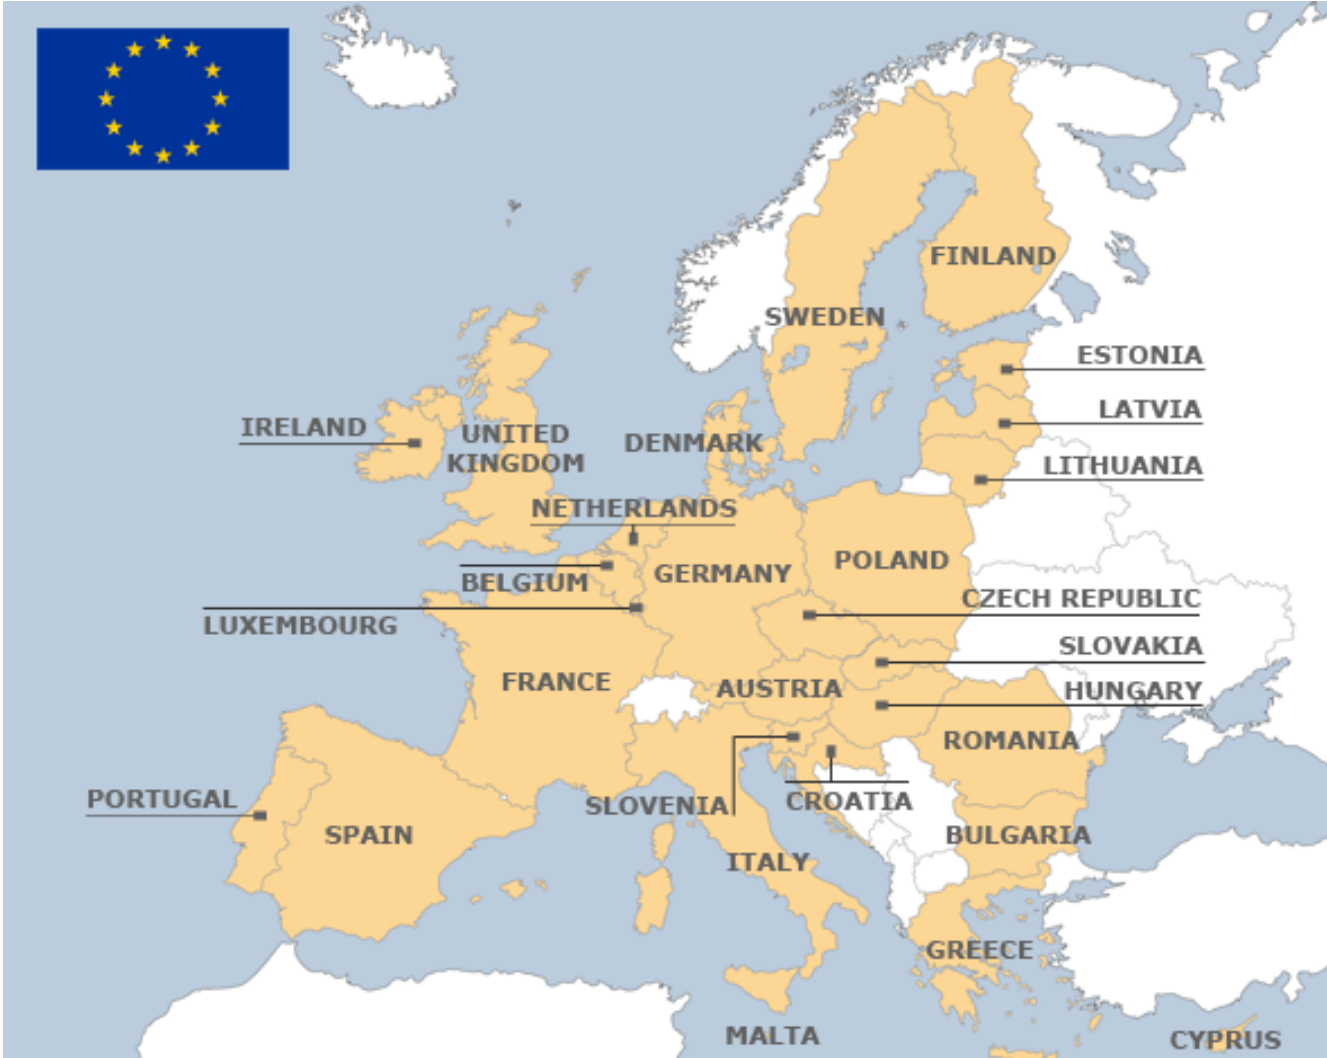 FINLAND
SWEDEN
ESTONIA
LATVIA
IRELAND
UNITED
KINGDOM
DENMARK
LITHUANIA
NETHERLANDS
POLAND
GERMANY
BELGIUM
CZECH REPUBLIC
LUXEMBOURG
SLOVAKIA
FRANCE
AUSTRIA
HUNGARY
ROMANIA
PORTUGAL
SLOVENIA
CROATIA
SPAIN
BULGARIA
ITALY
GREECE
MALTA
CYPRUS